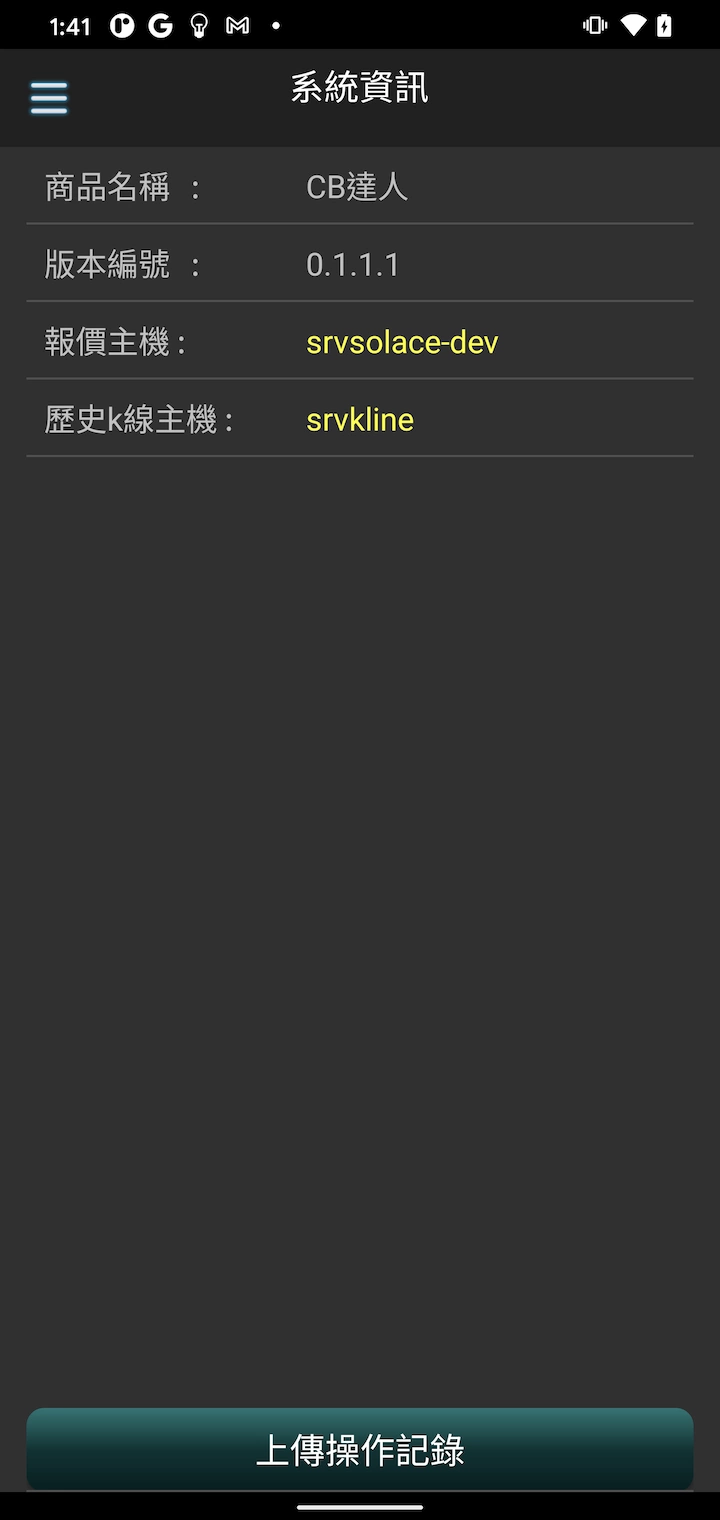 1:41
系統資訊
商品名稱 : CB達人
版本編號 : 0.1.1.1
報價主機 : srvsolace-dev
歷史k線主機 : srvkline
上傳操作記錄